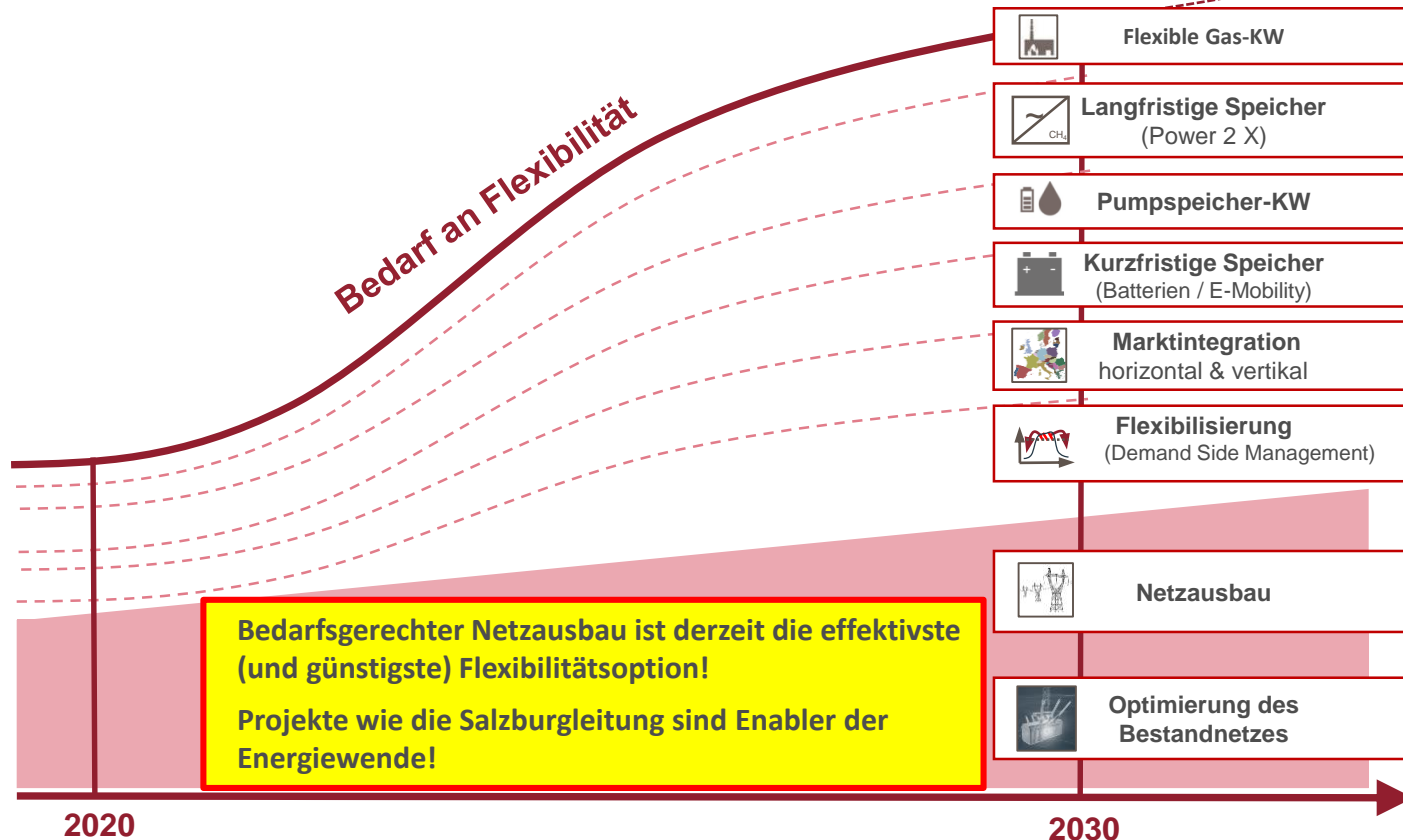 Bedarf an Flexibilität
Flexible Gas-KW
~
CH4
Langfristige Speicher
(Power 2 X)
Pumpspeicher-KW
+ -
Kurzfristige Speicher
(Batterien / E-Mobility)
Marktintegration
horizontal & vertikal
Flexibilisierung
(Demand Side Management)
Netzausbau
Optimierung des
Bestandnetzes
Bedarfsgerechter Netzausbau ist derzeit die effektivste
(und günstigste) Flexibilitätsoption!
Projekte wie die Salzburgleitung sind Enabler der
Energiewende!
2020
2030